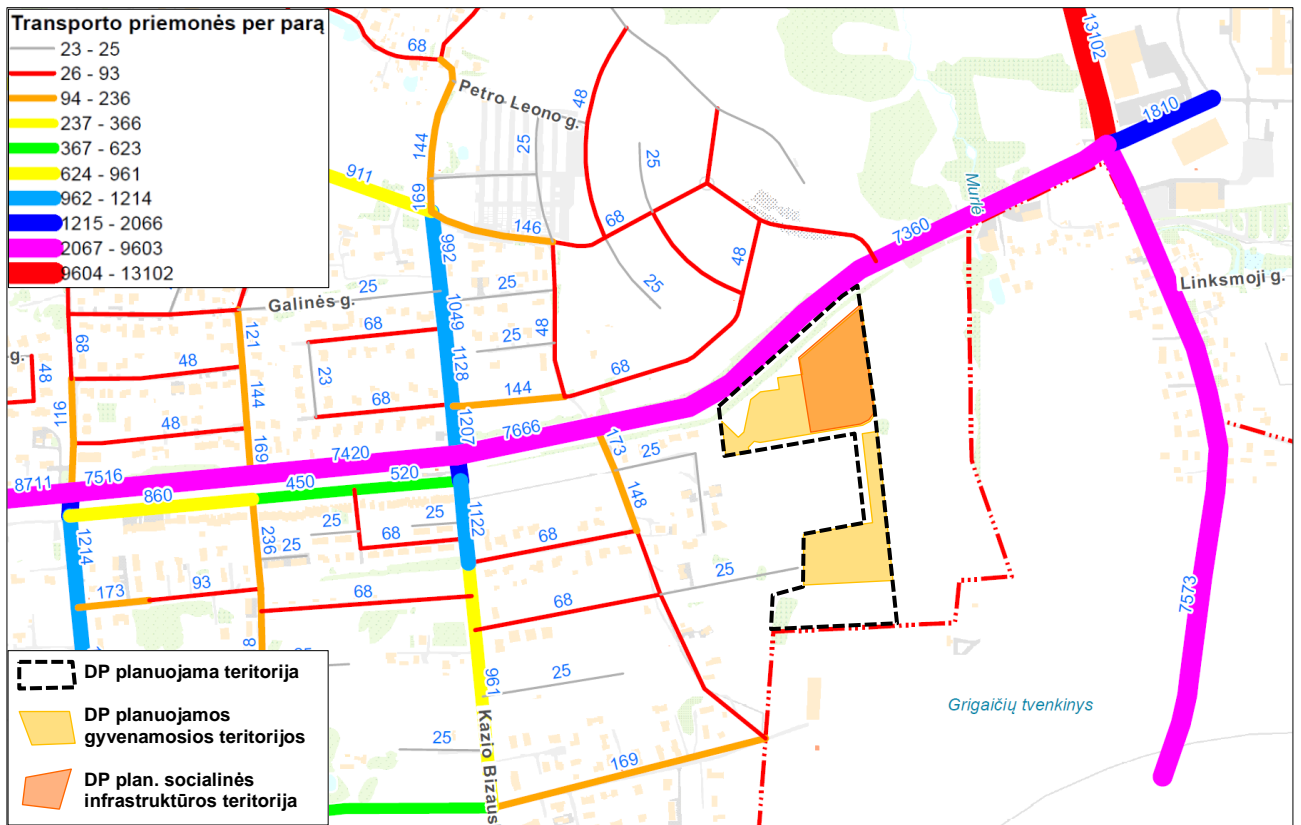 Transporto priemonės per parą
23 - 25
26 - 93
94 - 236
237 - 366
367 - 623
624 - 961
962 - 1214
1215 - 2066
2067 - 9603
9604 - 13102
68
Petro Leono g.
48
13102
1810
144
25
25
911
169
146
68
Murlė
7360
992
48
25
Linksmoji g.
Galinės g.
25
1049
25
48
68
121
68
25
1128
68
g.
48
48
23
144
68
144
116
48
1207
7666
169
7420
173
25
8711
7516
860
450
520
148
1214
236
25
25
68
25
1122
68
173
93
68
68
25
7573
8
25
961
25
Grigaičių tvenkinys
Kazio Bizaus
25
169
DP planuojama teritorija
DP planuojamos
gyvenamosios teritorijos
DP plan. socialinės
infrastruktūros teritorija